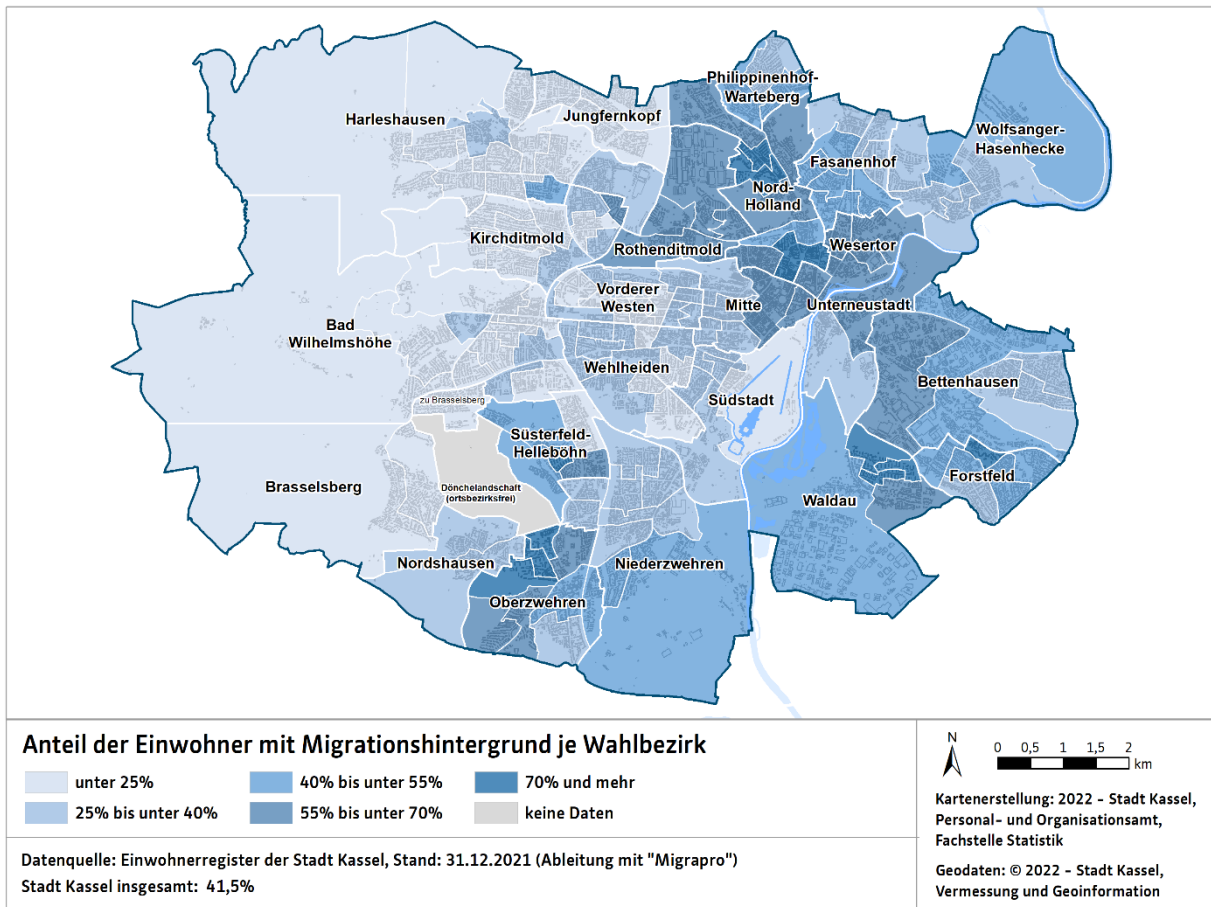 Philippinenhof-
Warteberg
Harleshausen
Jungfernkopf
Wolfsanger-
Hasenhecke
Fasanenhof
Nord-
Holland
Kirchditmold
Rothenditmold
Wesertor
Vorderer
Westen
Mitte
Unterneustadt
Bad
Wilhelmshöhe
Wehlheiden
Bettenhausen
zu Brasselsberg
Südstadt
Süsterfeld-
Helleböhn
Forstfeld
Brasselsberg
Dönchelandschaft
(ortsbezirksfrei)
Waldau
Nordshausen
Niederzwehren
Oberzwehren
Anteil der Einwohner mit Migrationshintergrund je Wahlbezirk
unter 25%
40% bis unter 55%
70% und mehr
25% bis unter 40%
55% bis unter 70%
keine Daten
Datenquelle: Einwohnerregister der Stadt Kassel, Stand: 31.12.2021 (Ableitung mit "Migrapro")
Stadt Kassel insgesamt: 41,5%
N
0 0,5 1 1,5 2
km
Kartenerstellung: 2022 - Stadt Kassel,
Personal- und Organisationsamt,
Fachstelle Statistik
Geodaten: © 2022 - Stadt Kassel,
Vermessung und Geoinformation